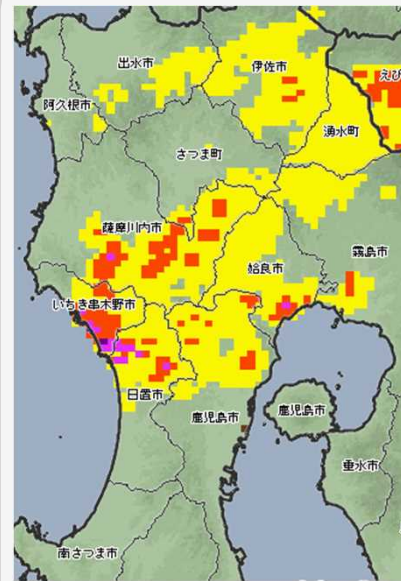 出水市
伊佐市
えび
阿久根市
湧水町
さつま町
薩摩川内市
霧島市
姶良市
いちき串木野市
日置市
鹿児島市
鹿児島市
垂水市
南さつま市